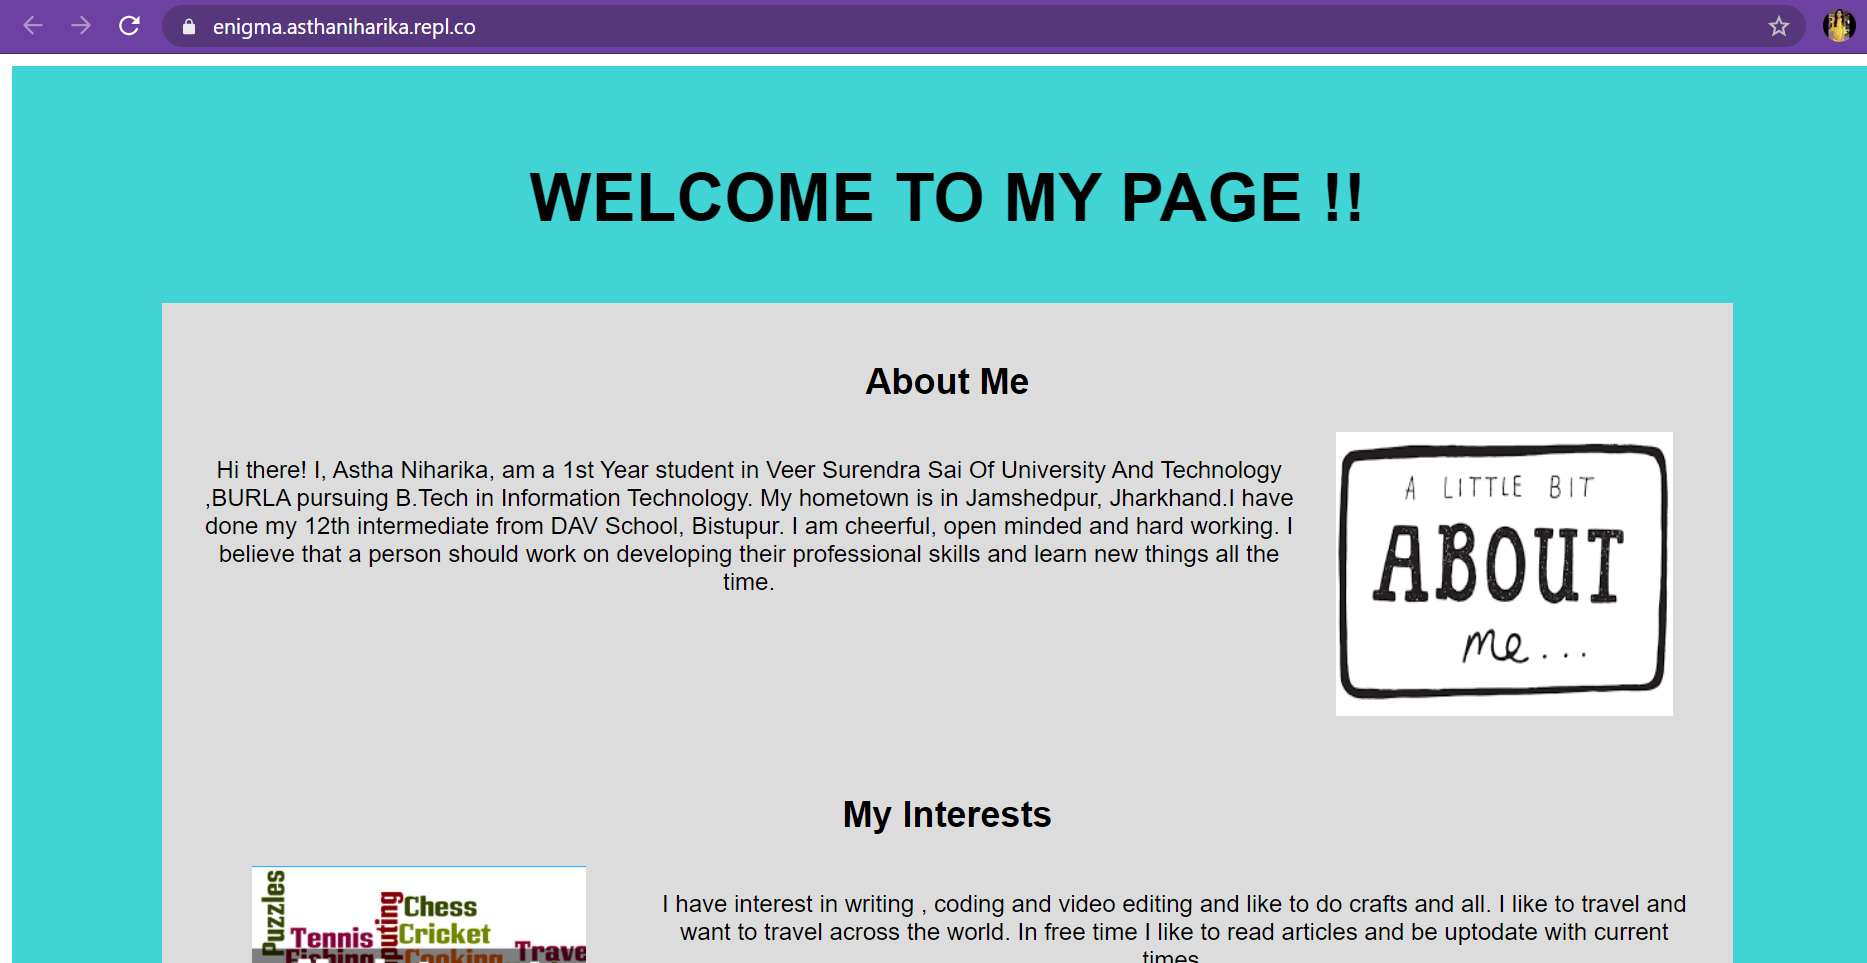 enigma.asthaniharika.repl.co
WELCOME TO MY PAGE !!
About Me
Hi there! I, Astha Niharika, am a 1st Year student in Veer Surendra Sai Of University And Technology
,BURLA pursuing B.Tech in Information Technology. My hometown is in Jamshedpur, Jharkhand.I have
done my 12th intermediate from DAV School, Bistupur. I am cheerful, open minded and hard working. I
believe that a person should work on developing their professional skills and learn new things all the
time.
A LITTLE BIT
ABOUT
me...
My Interests
Puzzles
Chess
Tennis
Cricket
Fishing
Cooking
I have interest in writing , coding and video editing and like to do crafts and all. I like to travel and
want to travel across the world. In free time I like to read articles and be uptodate with current
times